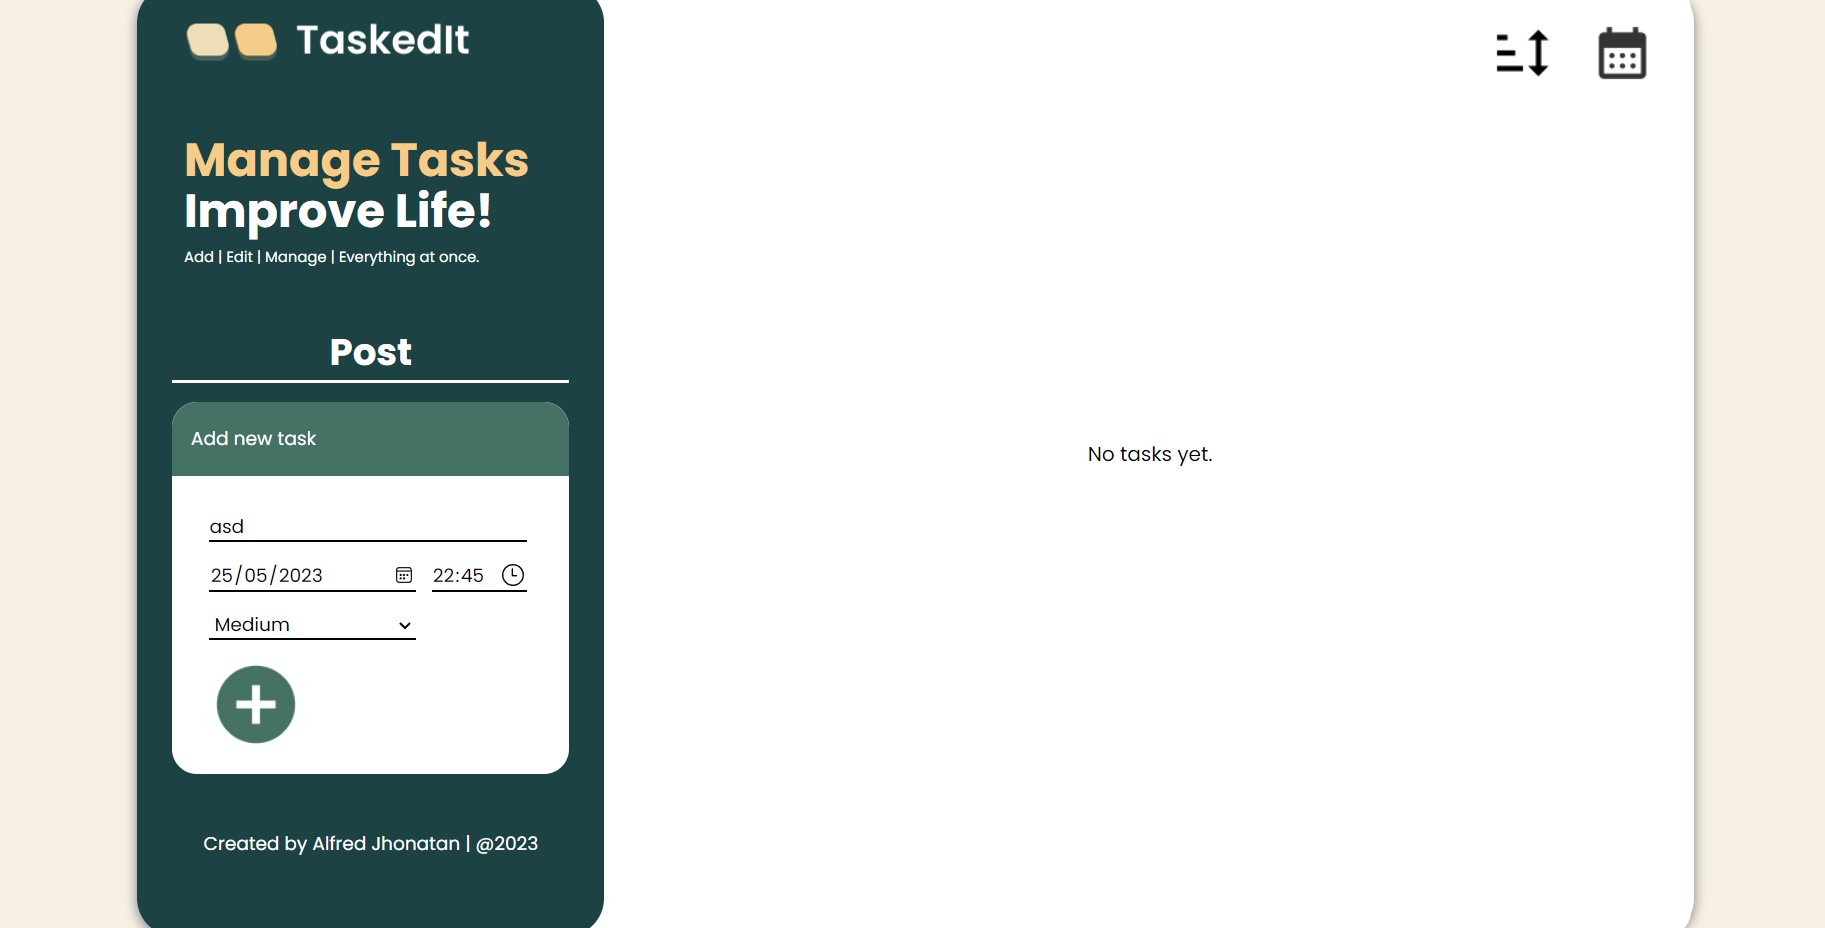 TaskedIt
Manage Tasks
Improve Life!
Add | Edit | Manage | Everything at once.
Post
Add new task
asd
25/05/2023
22:45
Medium
Created by Alfred Jhonatan | @2023
No tasks yet.